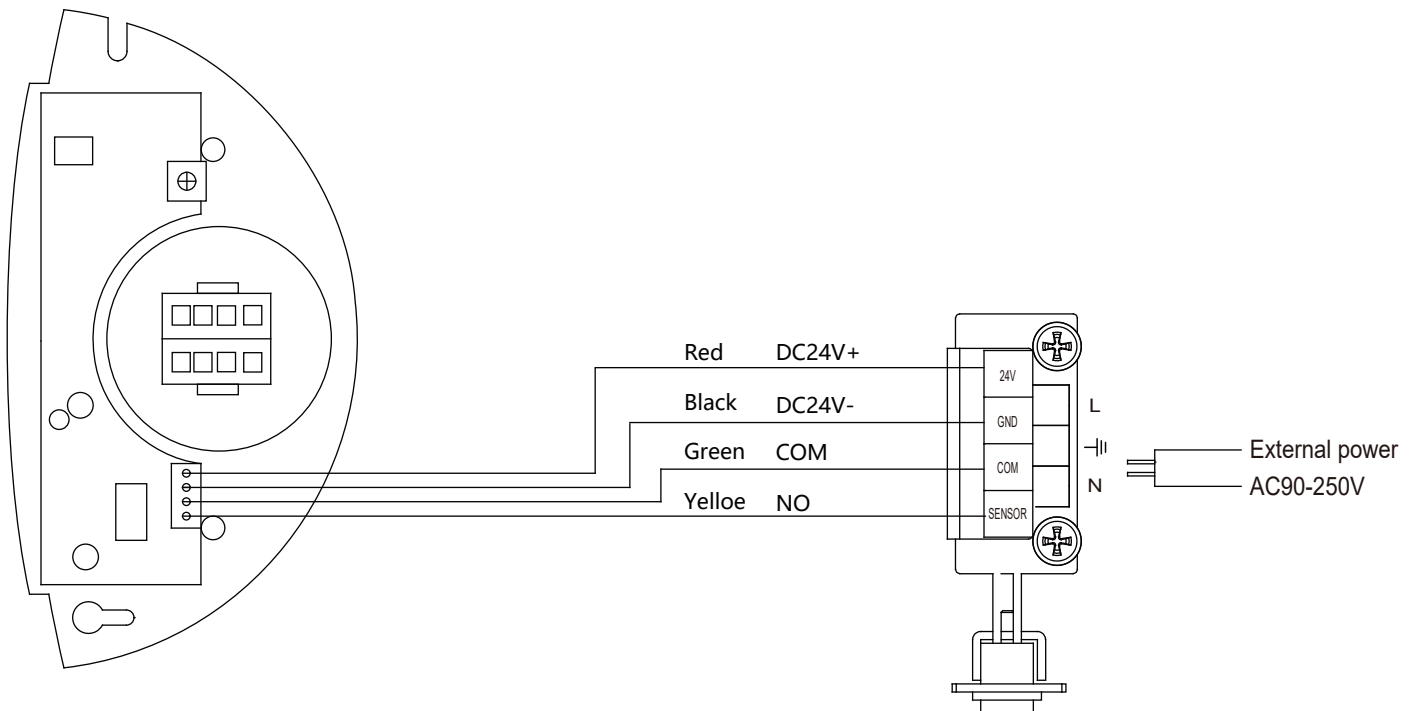 Red DC24V+
Black DC24V-
Green COM
Yelloe NO
24V
GND
COM
SENSOR
L
N
External power
AC90-250V